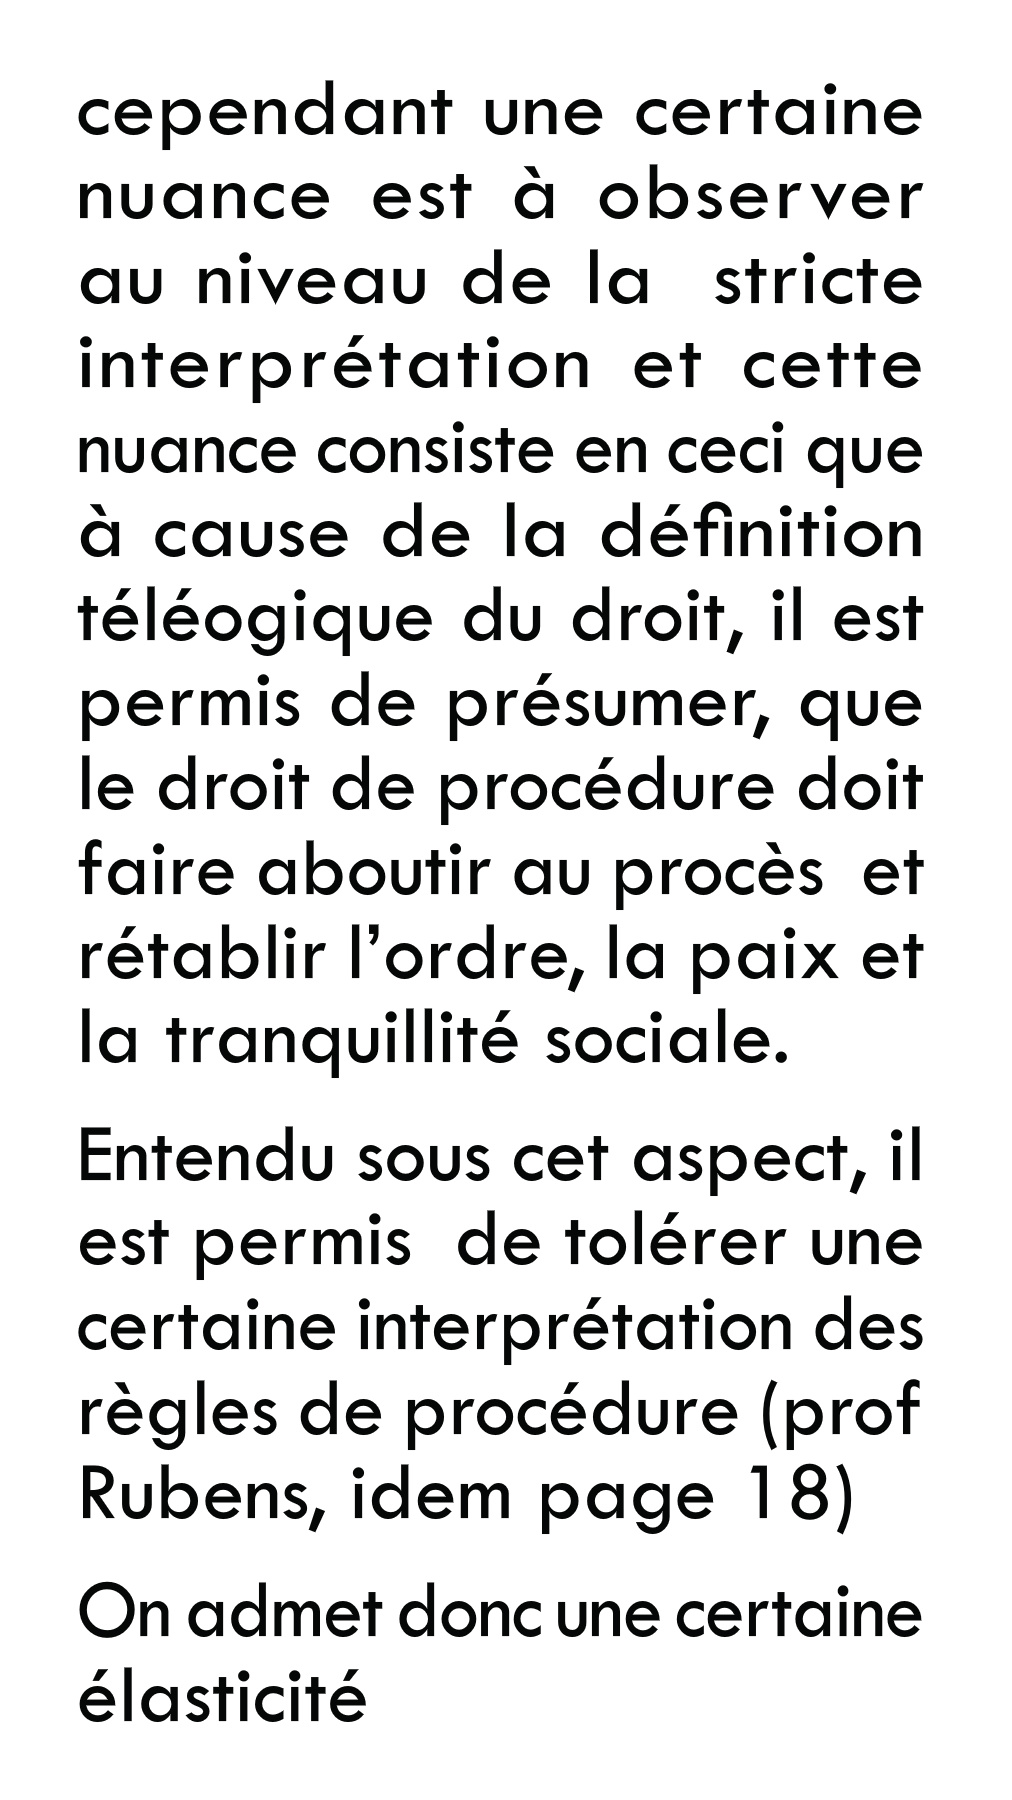 cependant une certaine
nuance est à observer
au niveau de la stricte
interprétation et cette
nuance consiste en ceci que
à cause de la définition
téléogique du droit, il est
permis de présumer, que
le droit de procédure doit
faire aboutir au procès et
rétablir l’ordre, la paix et
la tranquillité sociale.
Entendu sous cet aspect, il
est permis de tolérer une
certaine interprétation des
règles de procédure (prof
Rubens, idem page 18)
On admet donc une certaine
élasticité